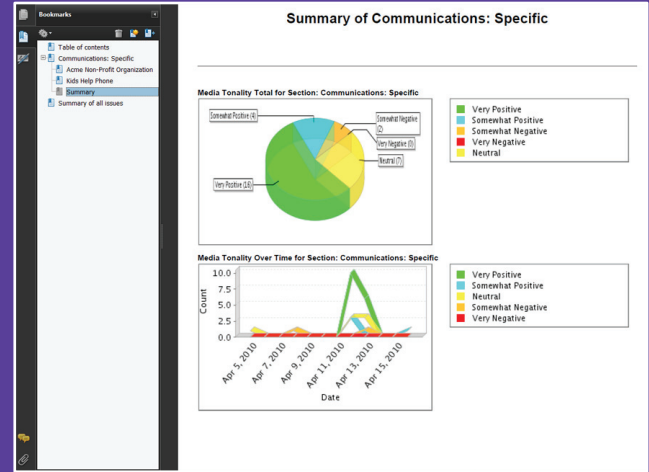 Bookmarks
Table of contents
Communications: Specific
Acme Non-Profit Organization
Kids Help Phone
Summary
Summary of all issues
Summary of Communications: Specific
Media Tonality Total for Section: Communications: Specific
Somewhat Positive (4)
Somewhat Negative
(2)
Very Negative (0)
Neutral (7)
Very Positive (16)
Very Positive
Somewhat Positive
Somewhat Negative
Very Negative
Neutral
Media Tonality Over Time for Section: Communications: Specific
10.0
7.5
5.0
2.5
0.0
Count
Apr 5, 2010
Apr 7, 2010
Apr 9, 2010
Apr 11, 2010
Apr 13, 2010
Apr 15, 2010
Date
Very Positive
Somewhat Positive
Neutral
Somewhat Negative
Very Negative